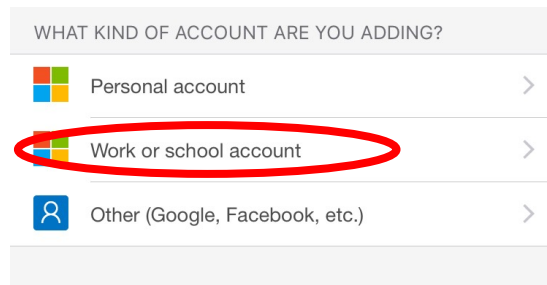 WHAT KIND OF ACCOUNT ARE YOU ADDING?
Personal account
Work or school account
Other (Google, Facebook, etc.)